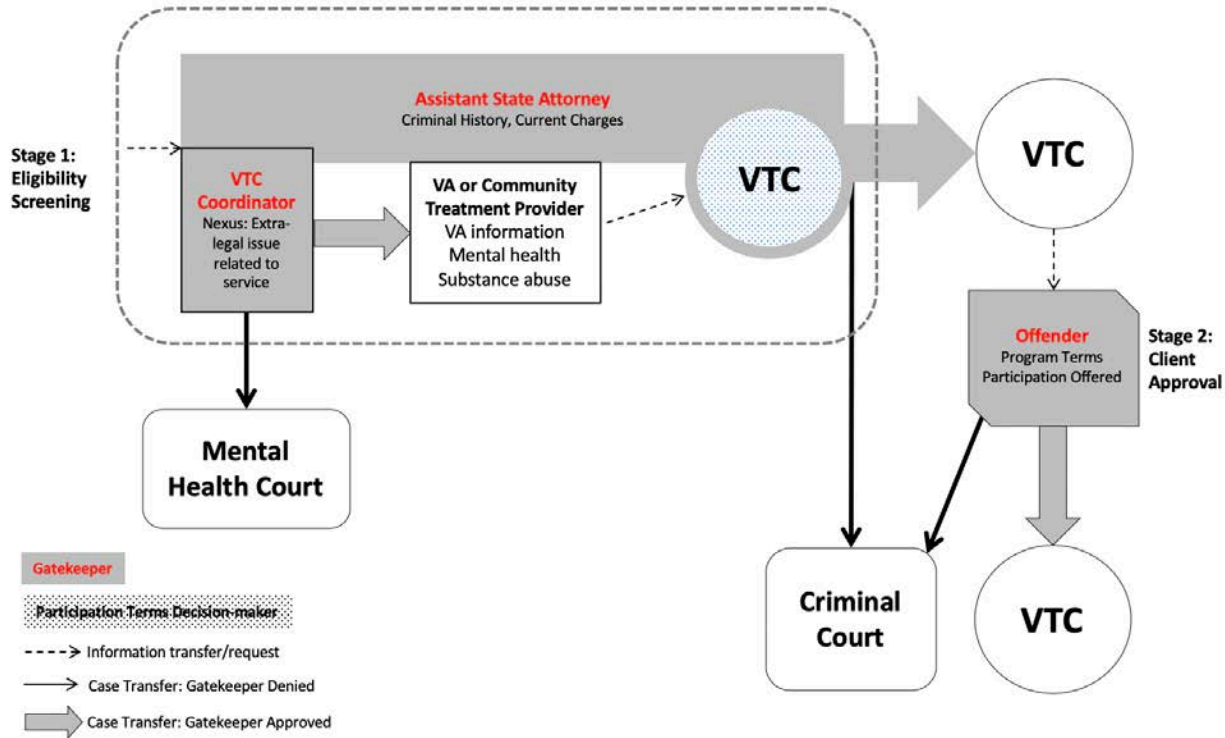 Assistant State Attorney
Criminal History, Current Charges
Stage 1:
Eligibility
Screening
VTC
Coordinator
Nexus: Extra-
legal issue
related to
service
VA or Community
Treatment Provider
VA information
Mental health
Substance abuse
VTC
VTC
Offender
Program Terms
Participation Offered
Stage 2:
Client
Approval
Mental
Health Court
Criminal
Court
VTC
Gatekeeper
Participation Terms Decision-maker
Information transfer/request
Case Transfer: Gatekeeper Denied
Case Transfer: Gatekeeper Approved